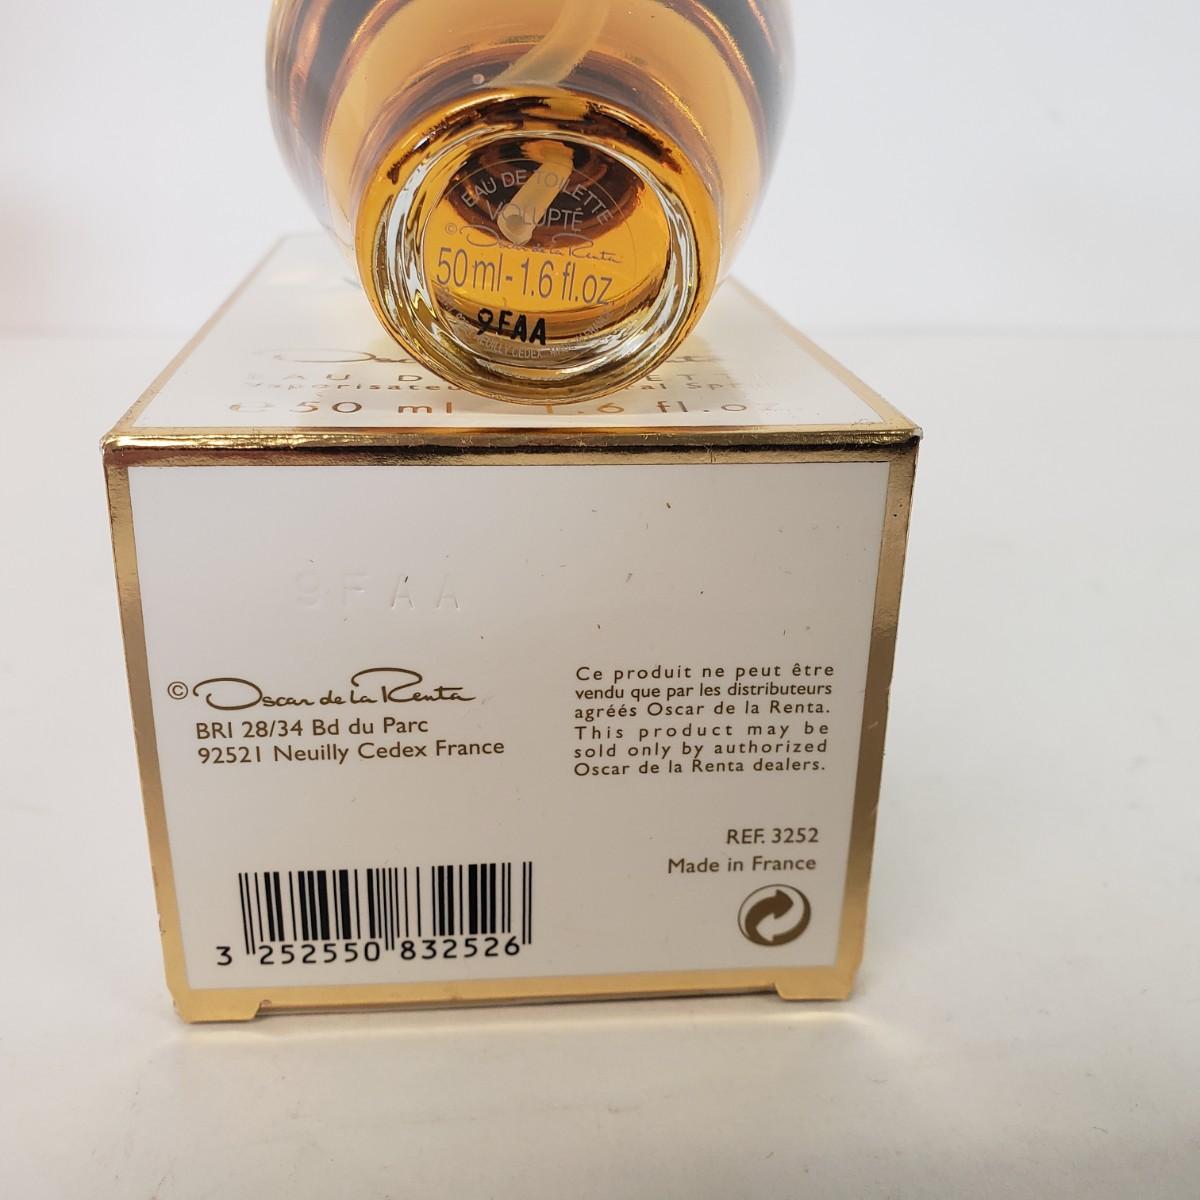 EAU DE TOILETTE
VOLUPTÉ
© Oscar de la Renta
50 ml - 1.6 fl.oz.
9FAA
NEUILLY CEDEX
50 ml 1.6 fl.oz.
9FAA
© Oscar de la Renta
BRI 28/34 Bd du Parc
92521 Neuilly Cedex France
Ce produit ne peut être
vendu que par les distributeurs
agréés Oscar de la Renta.
This product may be
sold only by authorized
Oscar de la Renta dealers.
REF. 3252
Made in France
3 252550 832526